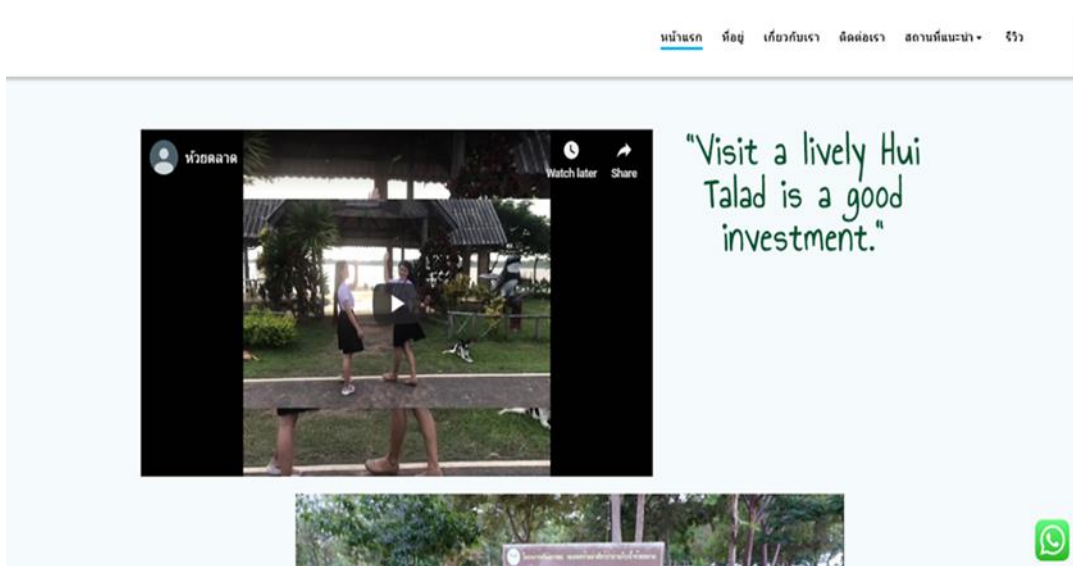 หน้าแรก ที่อยู่ เกี่ยวกับเรา ติดต่อเรา สถานที่แนะนำ รีวิว
ห้วยตลาด
Watch later Share
"Visit a lively Hui
Talad is a good
investment."